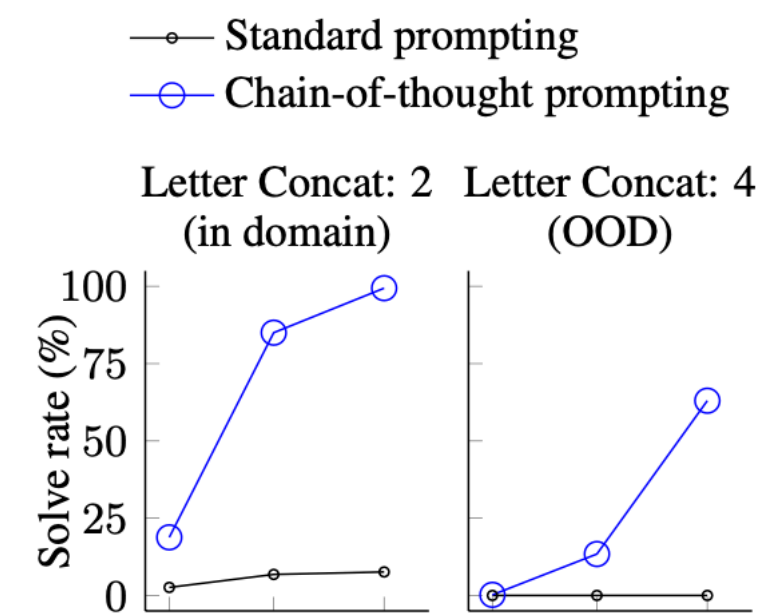 Standard prompting
Chain-of-thought prompting
Letter Concat: 2
(in domain)
Letter Concat: 4
(OOD)
Solve rate (%)
100
75
50
25
0